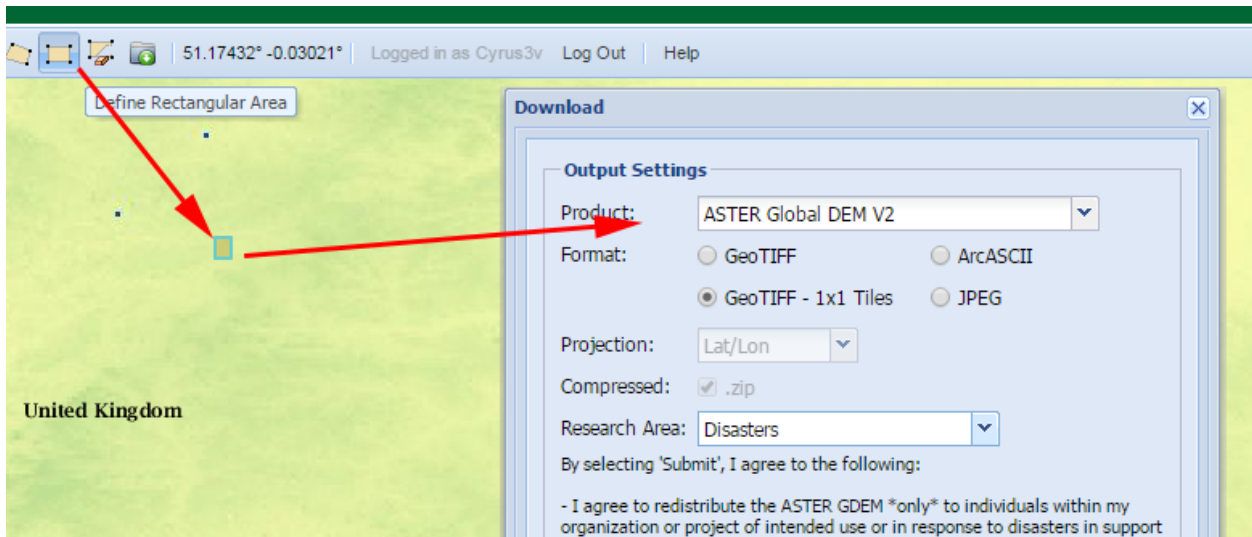 51.17432° -0.03021° Logged in as Cyrus3v Log Out Help
Define Rectangular Area
United Kingdom
Download
Output Settings
Product: ASTER Global DEM V2
Format: GeoTIFF ArcASCII
GeoTIFF - 1x1 Tiles JPEG
Projection: Lat/Lon
Compressed: .zip
Research Area: Disasters
By selecting 'Submit', I agree to the following:
- I agree to redistribute the ASTER GDEM *only* to individuals within my
organization or project of intended use or in response to disasters in support